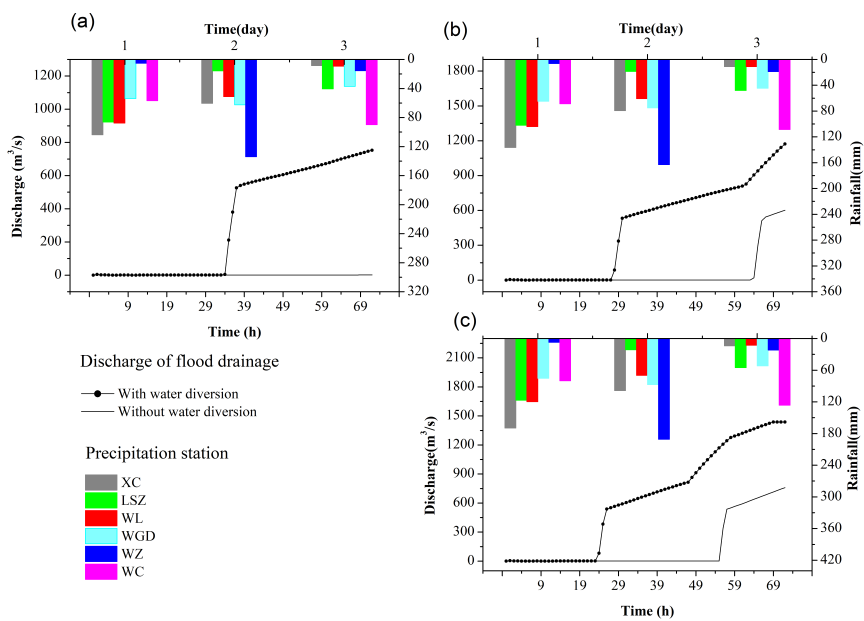 (a)
Time(day)
1 2 3
Discharge (m3/s)
1200
1000
800
600
400
200
0
0
40
80
120
160
200
240
280
320
9 19 29 39 49 59 69
Time (h)
(b)
Time(day)
1 2 3
1800
1500
1200
900
600
300
0
0
40
80
120
160
200
240
280
320
360
Rainfall(mm)
9 19 29 39 49 59 69
Discharge of flood drainage
With water diversion
Without water diversion
Precipitation station
XC
LSZ
WL
WGD
WZ
WC
(c)
Discharge(m3/s)
2100
1800
1500
1200
900
600
300
0
0
60
120
180
240
300
360
420
Rainfall(mm)
9 19 29 39 49 59 69
Time (h)